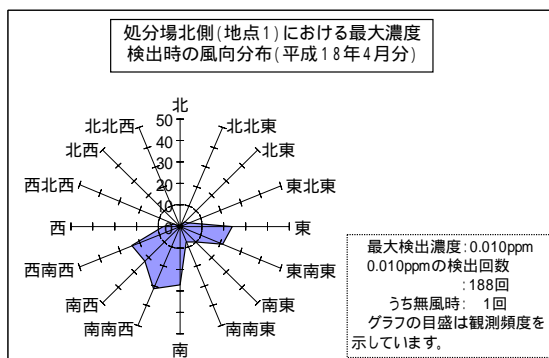 処分場北側(地点1)における最大濃度
検出時の風向分布(平成18年4月分)
北
北北西
北北東
50
40
30
20
10
0
北西
北東
西北西
東北東
西
東
西南西
東南東
南西
南東
南南西
南南東
南
最大検出濃度:0.010ppm
0.010ppmの検出回数
:188回
うち無風時: 1回
グラフの目盛は観測頻度を
示しています。